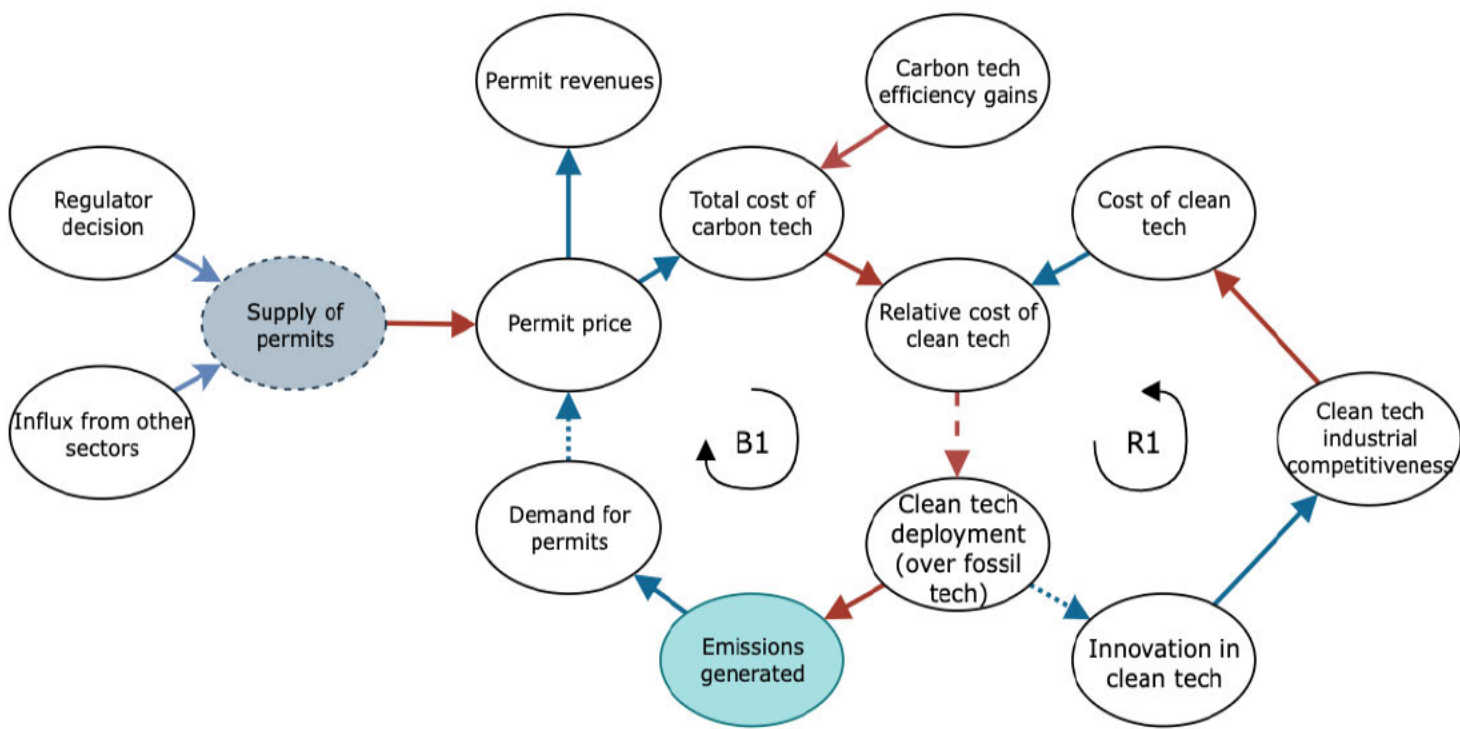 Permit revenues
Carbon tech
efficiency gains
Regulator
decision
Total cost of
carbon tech
Cost of clean
tech
Supply of
permits
Permit price
Relative cost of
clean tech
Influx from other
sectors
B1
R1
Clean tech
industrial
competitiveness
Demand for
permits
Clean tech
deployment
(over fossil
tech)
Emissions
generated
Innovation in
clean tech